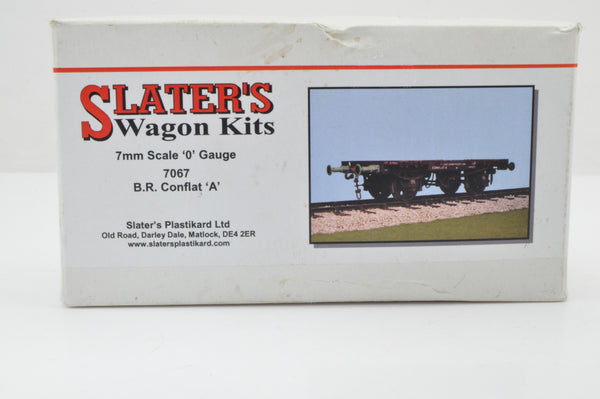 SLATER'S
Wagon Kits
7mm Scale ‘0’ Gauge
7067
B.R. Conflat ‘A’
Slater's Plastikard Ltd
Old Road, Darley Dale, Matlock, DE4 2ER
www.slatersplastikard.com